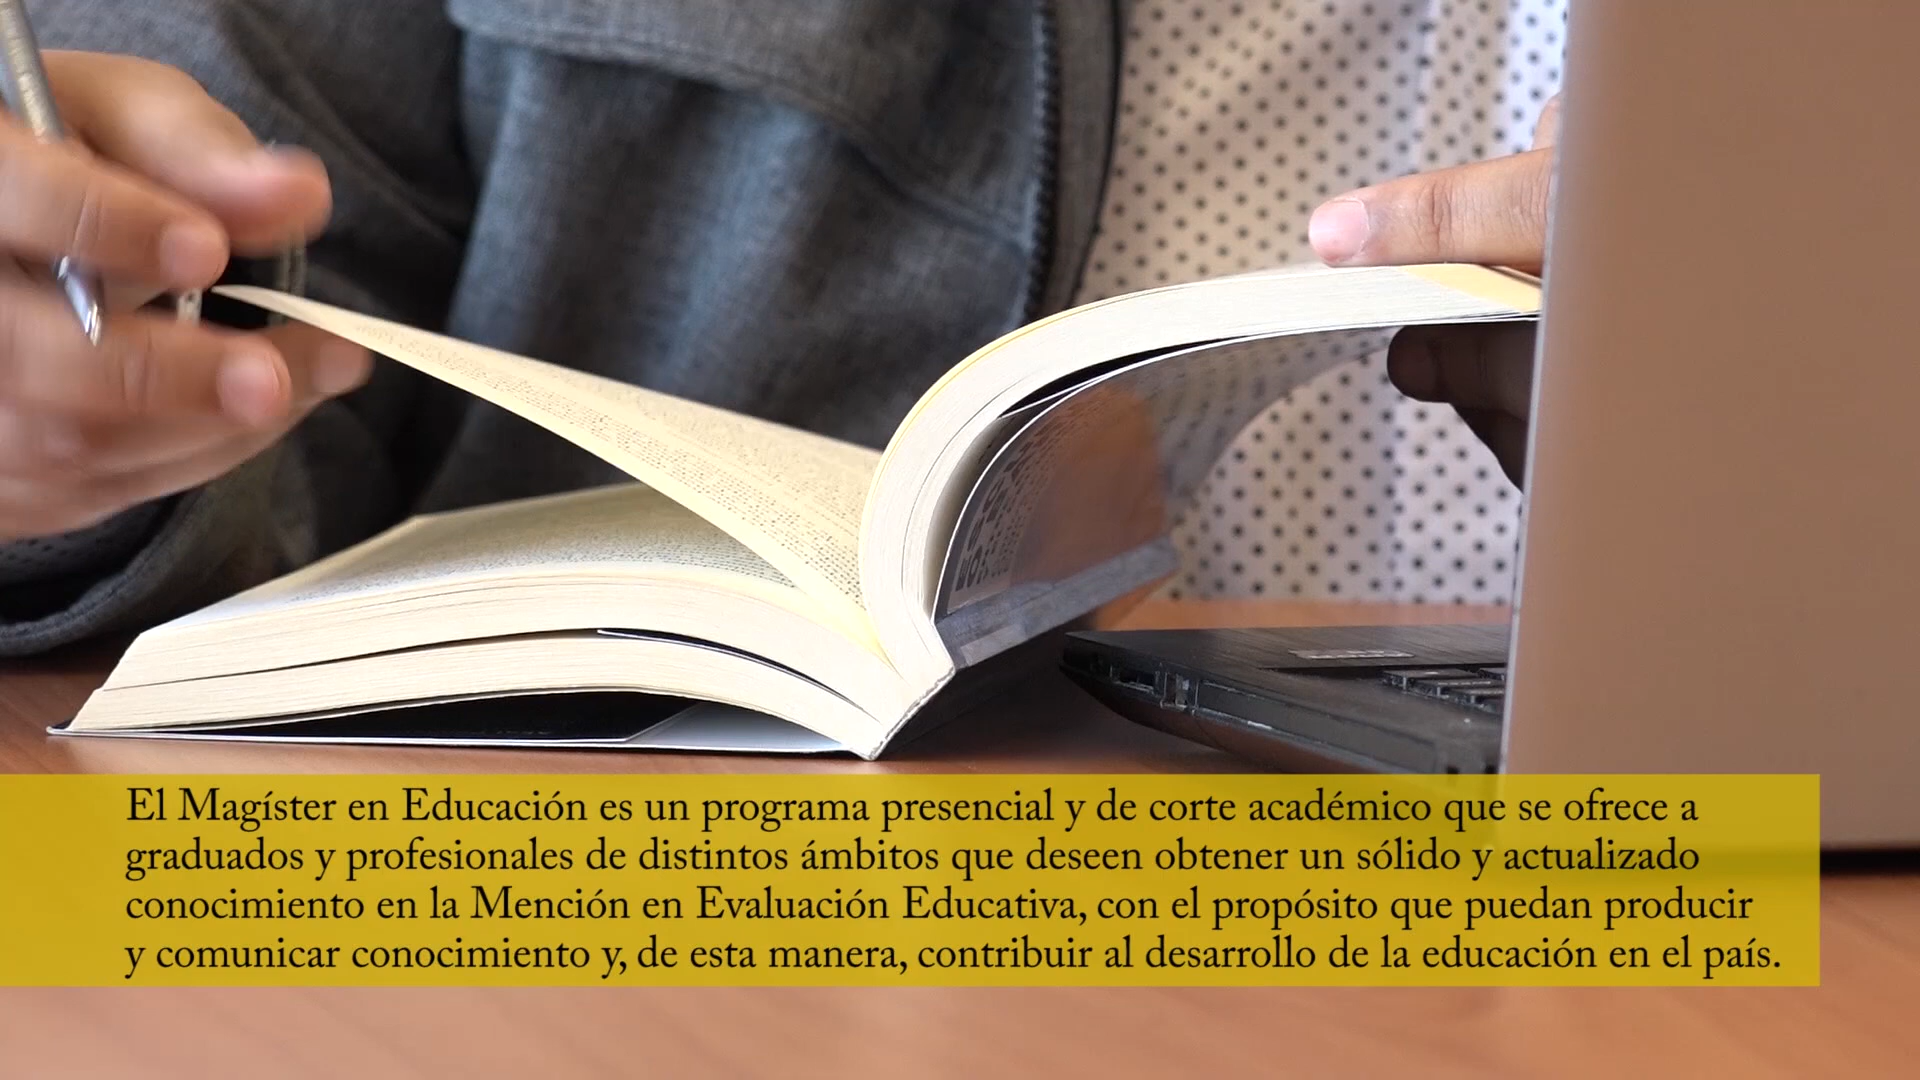 El Magíster en Educación es un programa presencial y de corte académico que se ofrece a
graduados y profesionales de distintos ámbitos que deseen obtener un sólido y actualizado
conocimiento en la Mención en Evaluación Educativa, con el propósito que puedan producir
y comunicar conocimiento y, de esta manera, contribuir al desarrollo de la educación en el país.